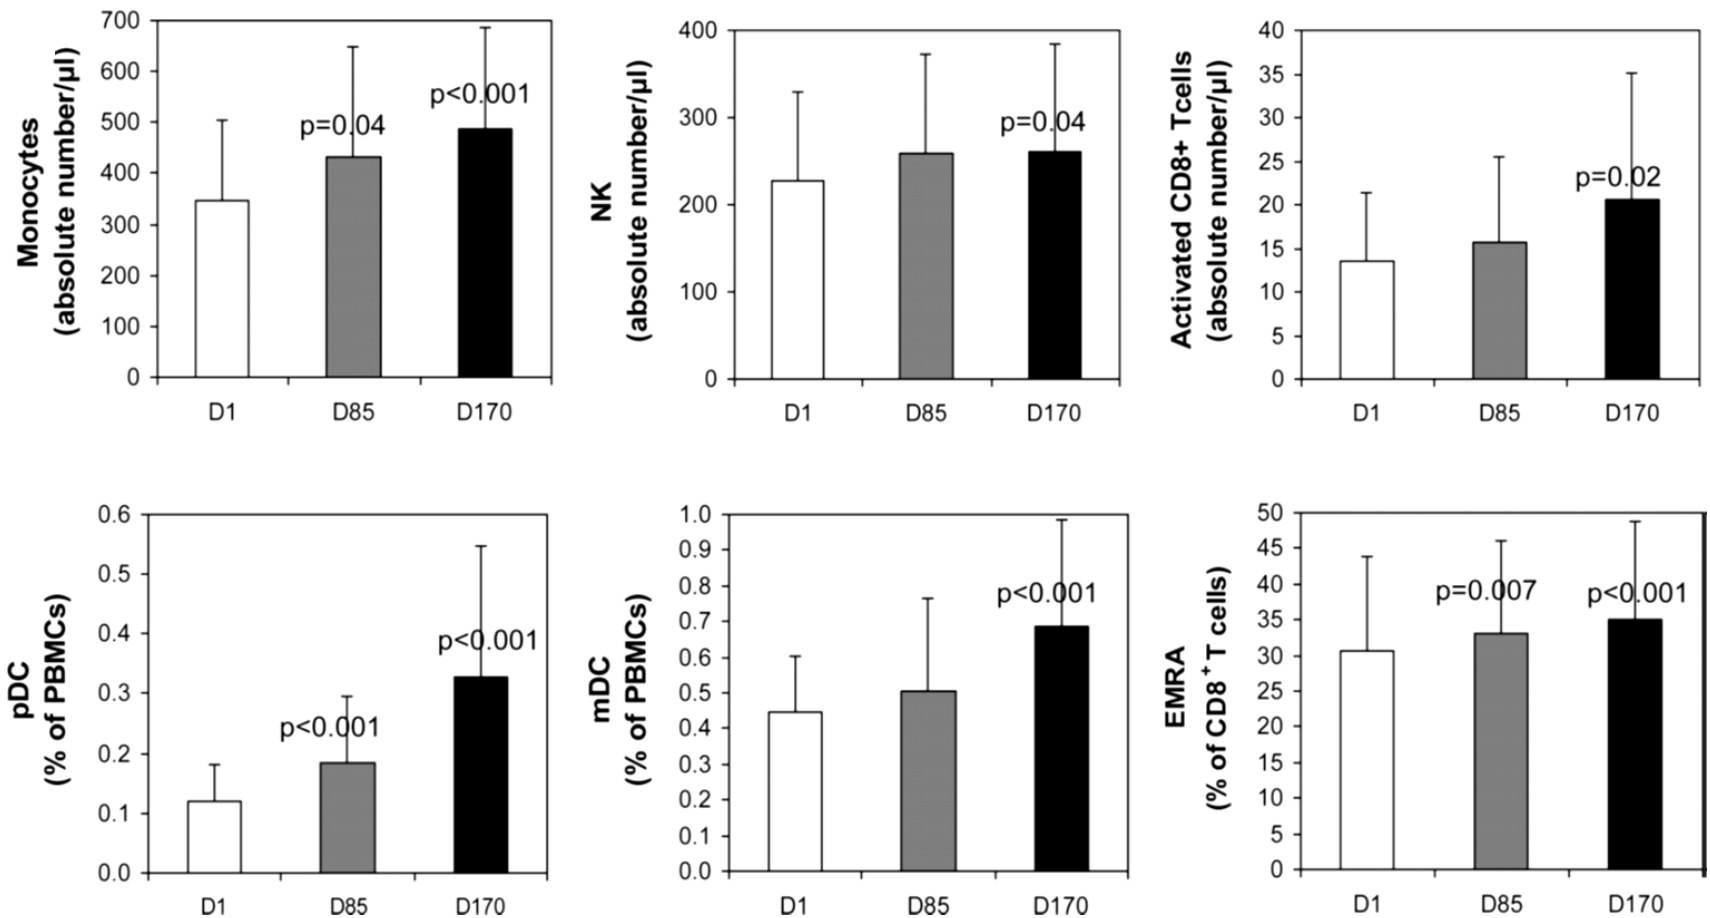 Monocytes
(absolute number/µl)
700
600
500
400
300
200
100
0
p=0.04
p<0.001
D1
D85
D170
NK
(absolute number/µl)
400
300
200
100
0
p=0.04
D1
D85
D170
Activated CD8+ Tcells
(absolute number/µl)
40
35
30
25
20
15
10
5
0
p=0.02
D1
D85
D170
pDC
(% of PBMCs)
0.6
0.5
0.4
0.3
0.2
0.1
0.0
p<0.001
p<0.001
D1
D85
D170
mDC
(% of PBMCs)
1.0
0.9
0.8
0.7
0.6
0.5
0.4
0.3
0.2
0.1
0.0
p<0.001
D1
D85
D170
EMRA
(% of CD8⁺ T cells)
50
45
40
35
30
25
20
15
10
5
0
p=0.007
p<0.001
D1
D85
D170